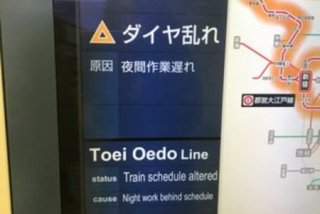 ダイヤ乱れ
原因 夜間作業遅れ
Toei Oedo Line
status Train schedule altered
cause Night work behind schedule
都営大江戸線